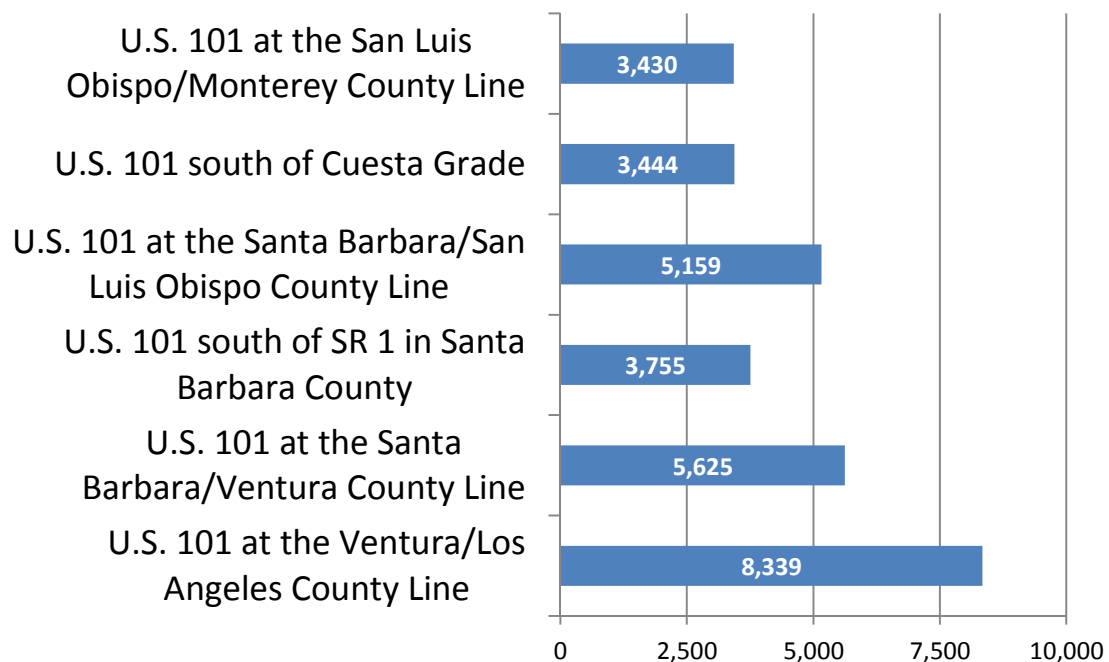 U.S. 101 at the San Luis
Obispo/Monterey County Line
3,430
U.S. 101 south of Cuesta Grade
3,444
U.S. 101 at the Santa Barbara/San
Luis Obispo County Line
5,159
U.S. 101 south of SR 1 in Santa
Barbara County
3,755
U.S. 101 at the Santa
Barbara/Ventura County Line
5,625
U.S. 101 at the Ventura/Los
Angeles County Line
8,339
0 2,500 5,000 7,500 10,000